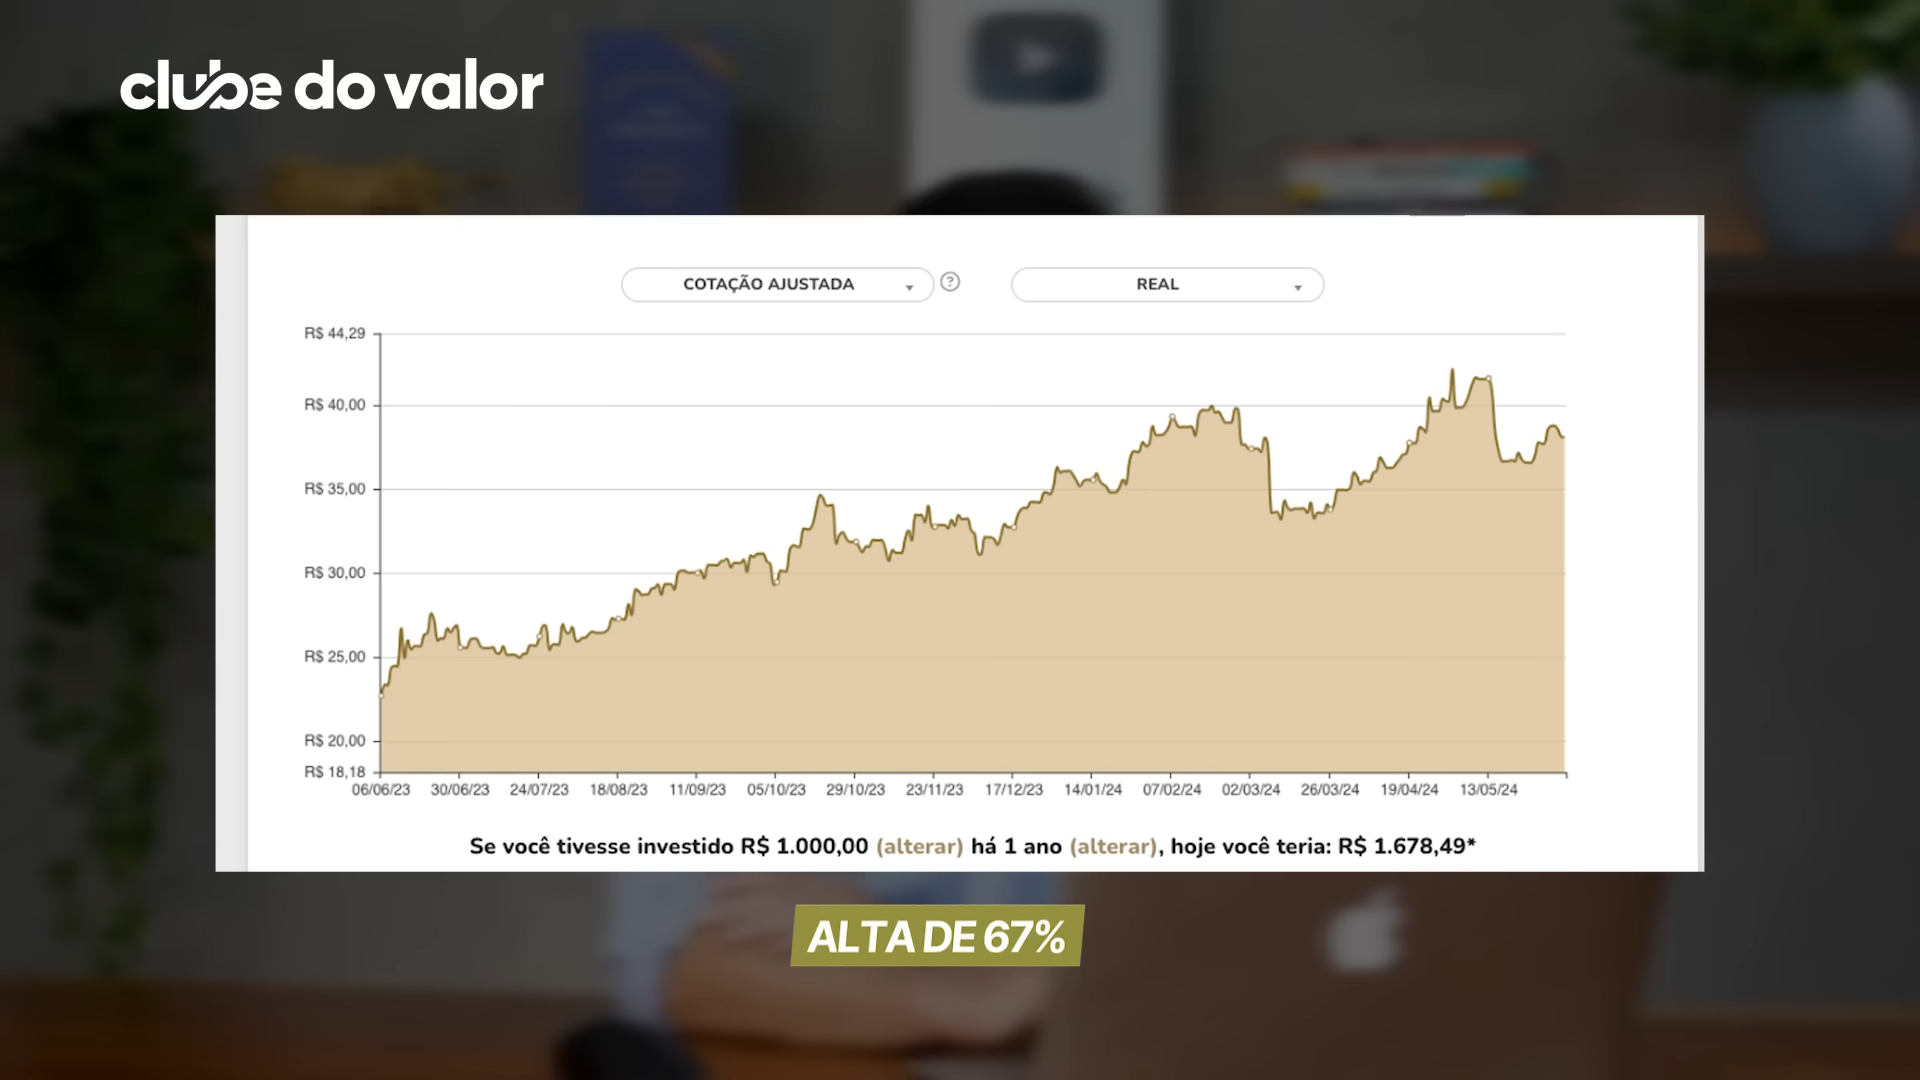 clube do valor
COTAÇÃO AJUSTADA ? REAL
R$ 44,29
R$ 40,00
R$ 35,00
R$ 30,00
R$ 25,00
R$ 20,00
R$ 18,18
06/06/23 30/06/23 24/07/23 18/08/23 11/09/23 05/10/23 29/10/23 23/11/23 17/12/23 14/01/24 07/02/24 02/03/24 26/03/24 19/04/24 13/05/24
Se você tivesse investido R$ 1.000,00 (alterar) há 1 ano (alterar), hoje você teria: R$ 1.678,49*
ALTA DE 67%